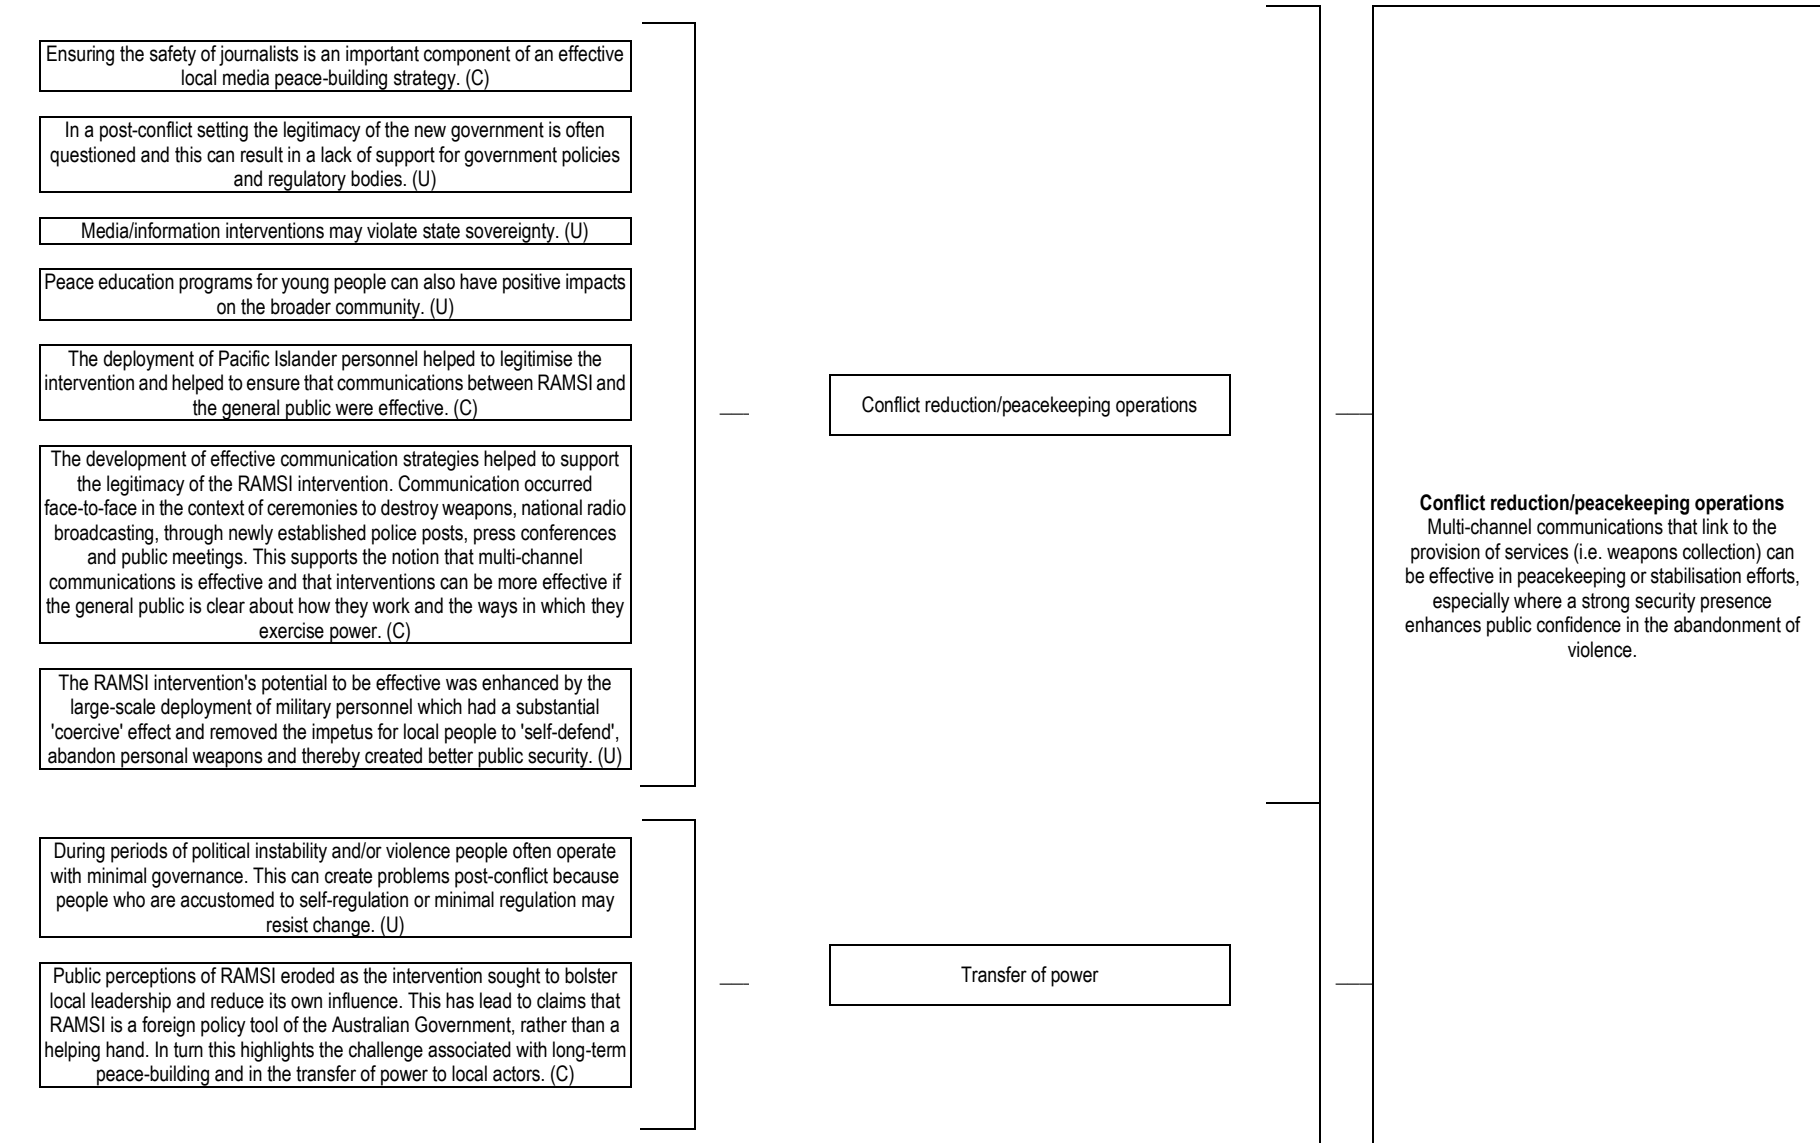 Ensuring the safety of journalists is an important component of an effective
local media peace-building strategy. (C)
In a post-conflict setting the legitimacy of the new government is often
questioned and this can result in a lack of support for government policies
and regulatory bodies. (U)
Media/information interventions may violate state sovereignty. (U)
Peace education programs for young people can also have positive impacts
on the broader community. (U)
The deployment of Pacific Islander personnel helped to legitimise the
intervention and helped to ensure that communications between RAMSI and
the general public were effective. (C)
The development of effective communication strategies helped to support
the legitimacy of the RAMSI intervention. Communication occurred
face-to-face in the context of ceremonies to destroy weapons, national radio
broadcasting, through newly established police posts, press conferences
and public meetings. This supports the notion that multi-channel
communications is effective and that interventions can be more effective if
the general public is clear about how they work and the ways in which they
exercise power. (C)
The RAMSI intervention's potential to be effective was enhanced by the
large-scale deployment of military personnel which had a substantial
'coercive' effect and removed the impetus for local people to 'self-defend',
abandon personal weapons and thereby created better public security. (U)
Conflict reduction/peacekeeping operations
During periods of political instability and/or violence people often operate
with minimal governance. This can create problems post-conflict because
people who are accustomed to self-regulation or minimal regulation may
resist change. (U)
Public perceptions of RAMSI eroded as the intervention sought to bolster
local leadership and reduce its own influence. This has lead to claims that
RAMSI is a foreign policy tool of the Australian Government, rather than a
helping hand. In turn this highlights the challenge associated with long-term
peace-building and in the transfer of power to local actors. (C)
Transfer of power
Conflict reduction/peacekeeping operations
Multi-channel communications that link to the
provision of services (i.e. weapons collection) can
be effective in peacekeeping or stabilisation efforts,
especially where a strong security presence
enhances public confidence in the abandonment of
violence.